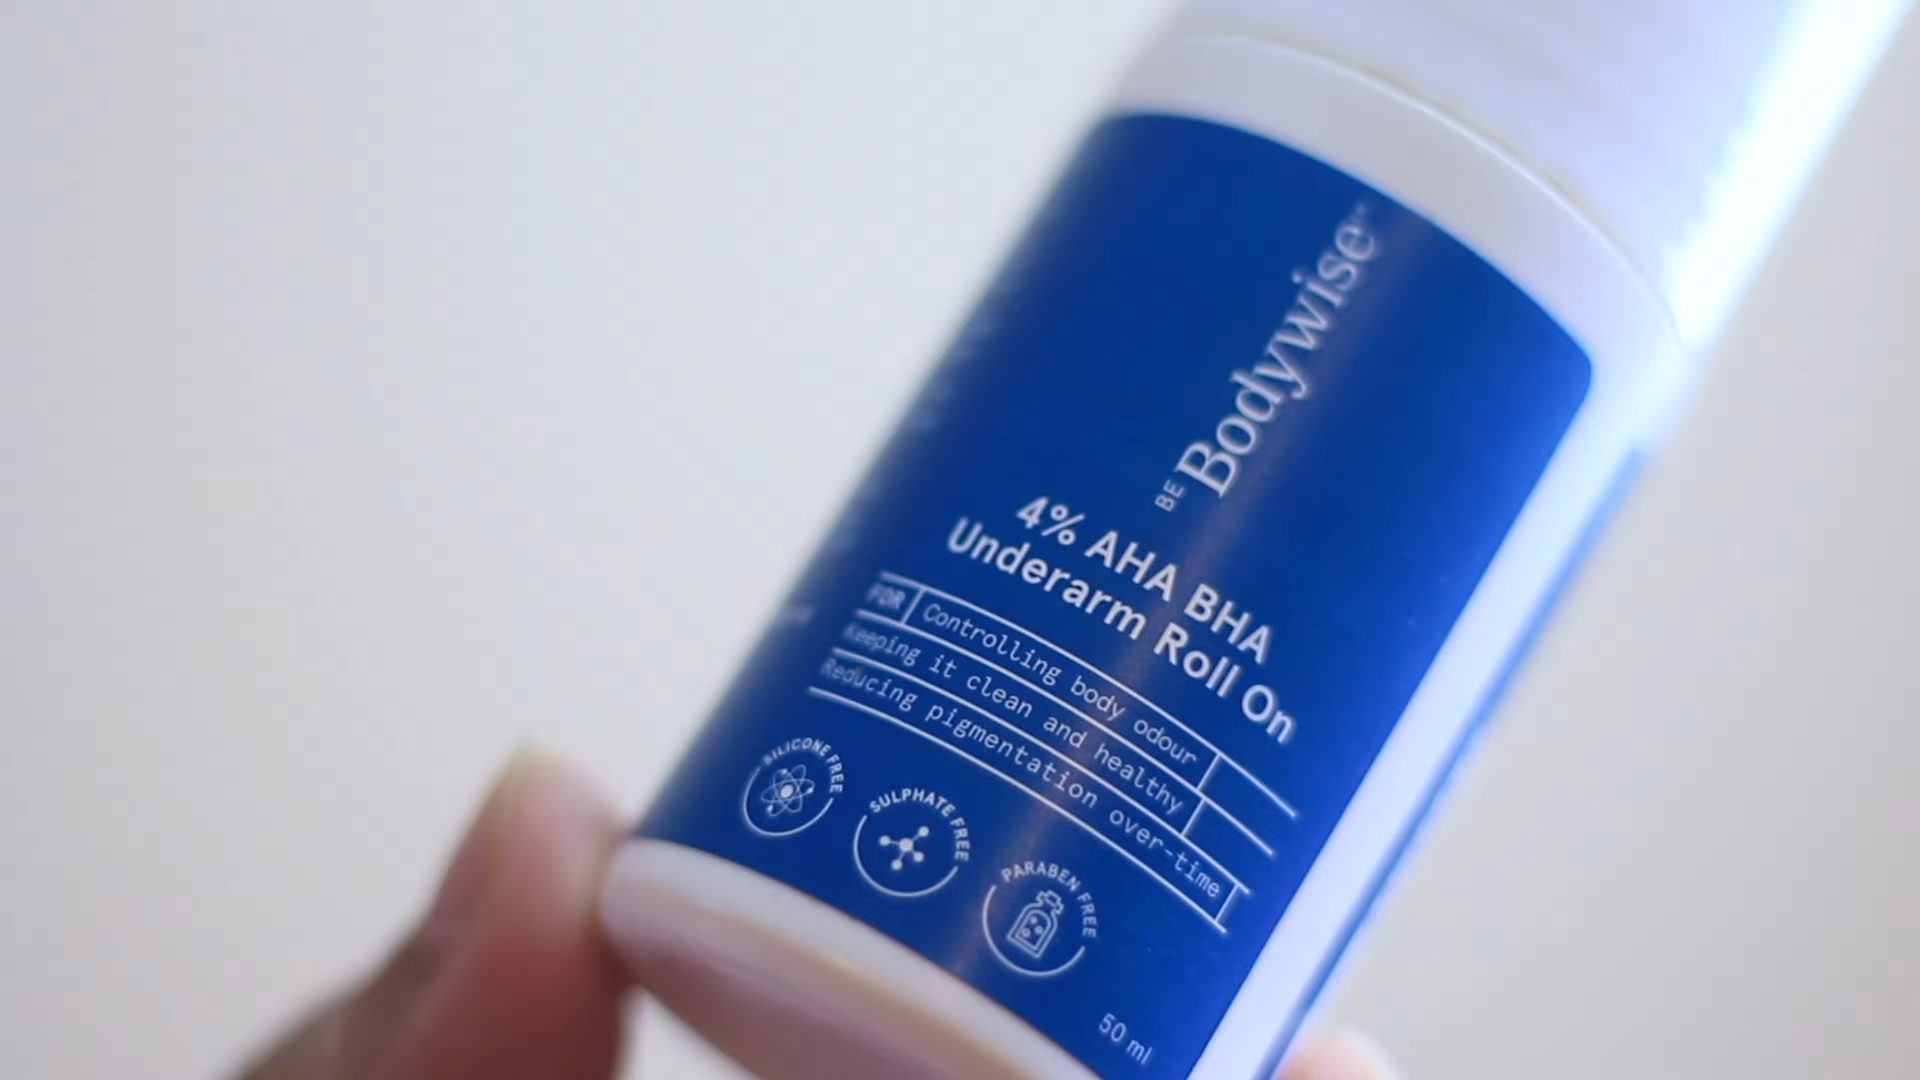 BE Bodywise
4% AHA BHA
Underarm Roll On
FOR Controlling body odour
Keeping it clean and healthy
Reducing pigmentation over-time
SILICONE FREE
SULPHATE FREE
PARABEN FREE
50 ml